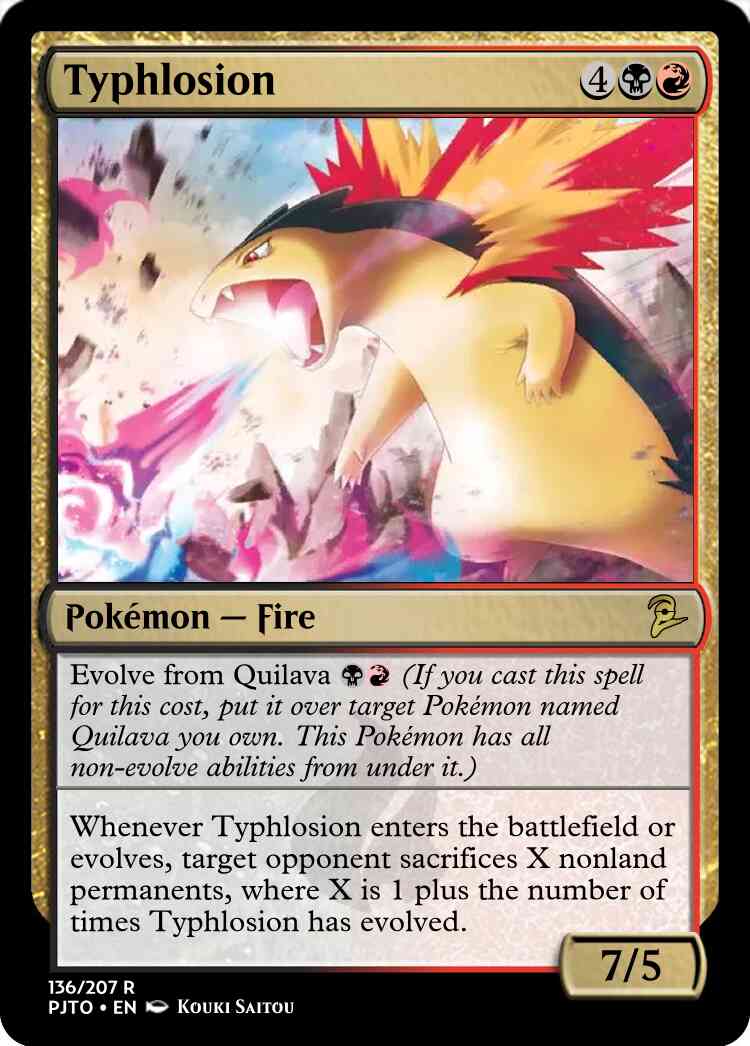 Typhlosion 4
Pokémon — Fire
Evolve from Quilava (If you cast this spell
for this cost, put it over target Pokémon named
Quilava you own. This Pokémon has all
non-evolve abilities from under it.)
Whenever Typhlosion enters the battlefield or
evolves, target opponent sacrifices X nonland
permanents, where X is 1 plus the number of
times Typhlosion has evolved.
7/5
136/207 R
PJTO • EN Kouki Saitou